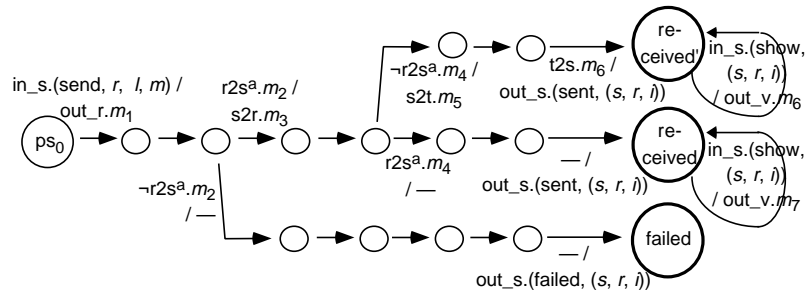 in_s.(send, r, l, m) /
out_r.m1
r2sª.m2 /
s2r.m3
¬r2sª.m4 /
s2t.m5
t2s.m6 /
out_s.(sent, (s, r, i))
re-
ceived'
in_s.(show,
(s, r, i))
/ out_v.m6
ps0
¬r2sª.m2
/ —
r2sª.m4
/ —
— /
out_s.(sent, (s, r, i))
re-
ceived
in_s.(show,
(s, r, i))
/ out_v.m7
— /
out_s.(failed, (s, r, i))
failed